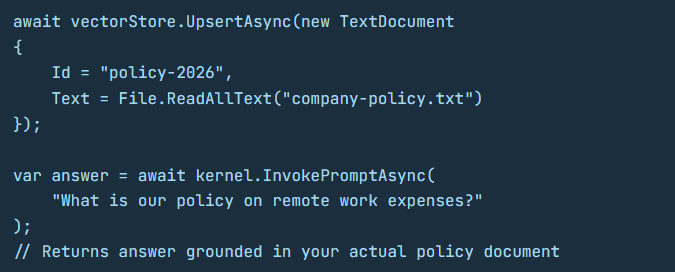 await vectorStore.UpsertAsync(new TextDocument
{
    Id = "policy-2026",
    Text = File.ReadAllText("company-policy.txt")
});

var answer = await kernel.InvokePromptAsync(
    "What is our policy on remote work expenses?"
);
// Returns answer grounded in your actual policy document